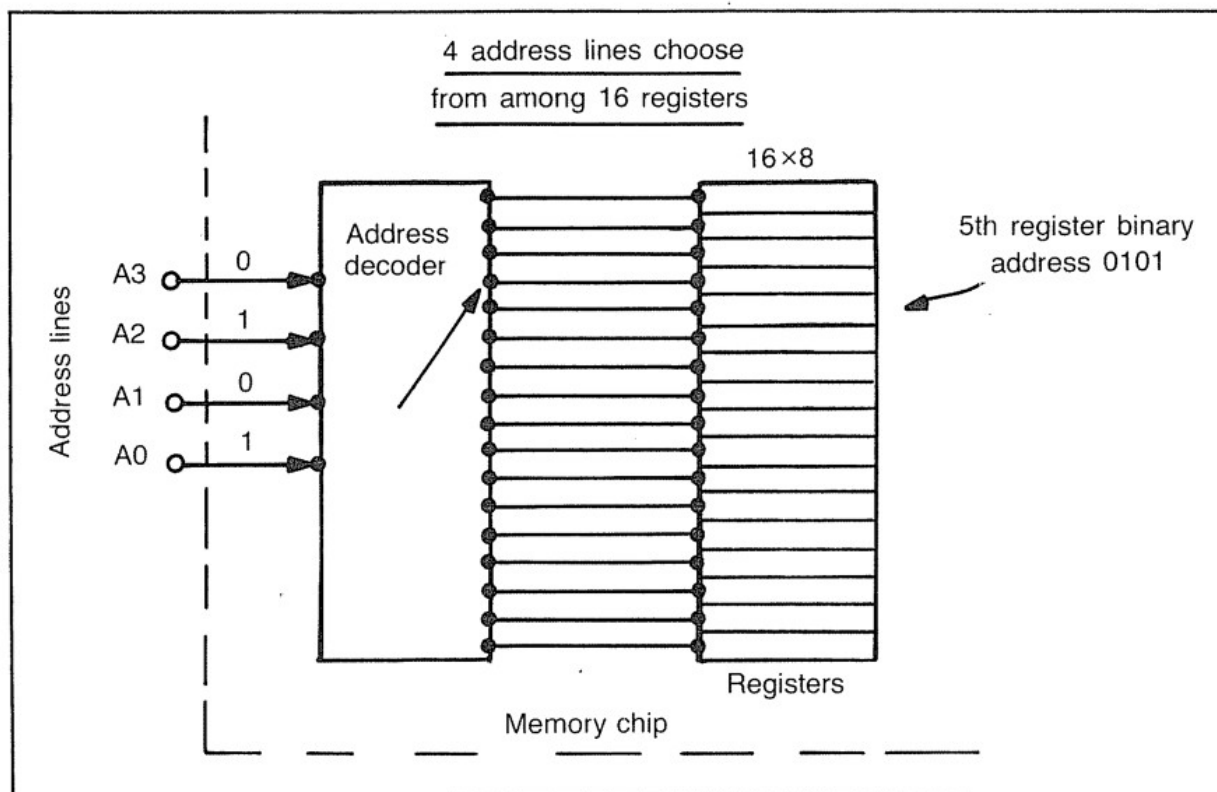 4 address lines choose
from among 16 registers
16×8
Address
decoder
5th register binary
address 0101
Address lines
A3
0
A2
1
A1
0
A0
1
Registers
Memory chip